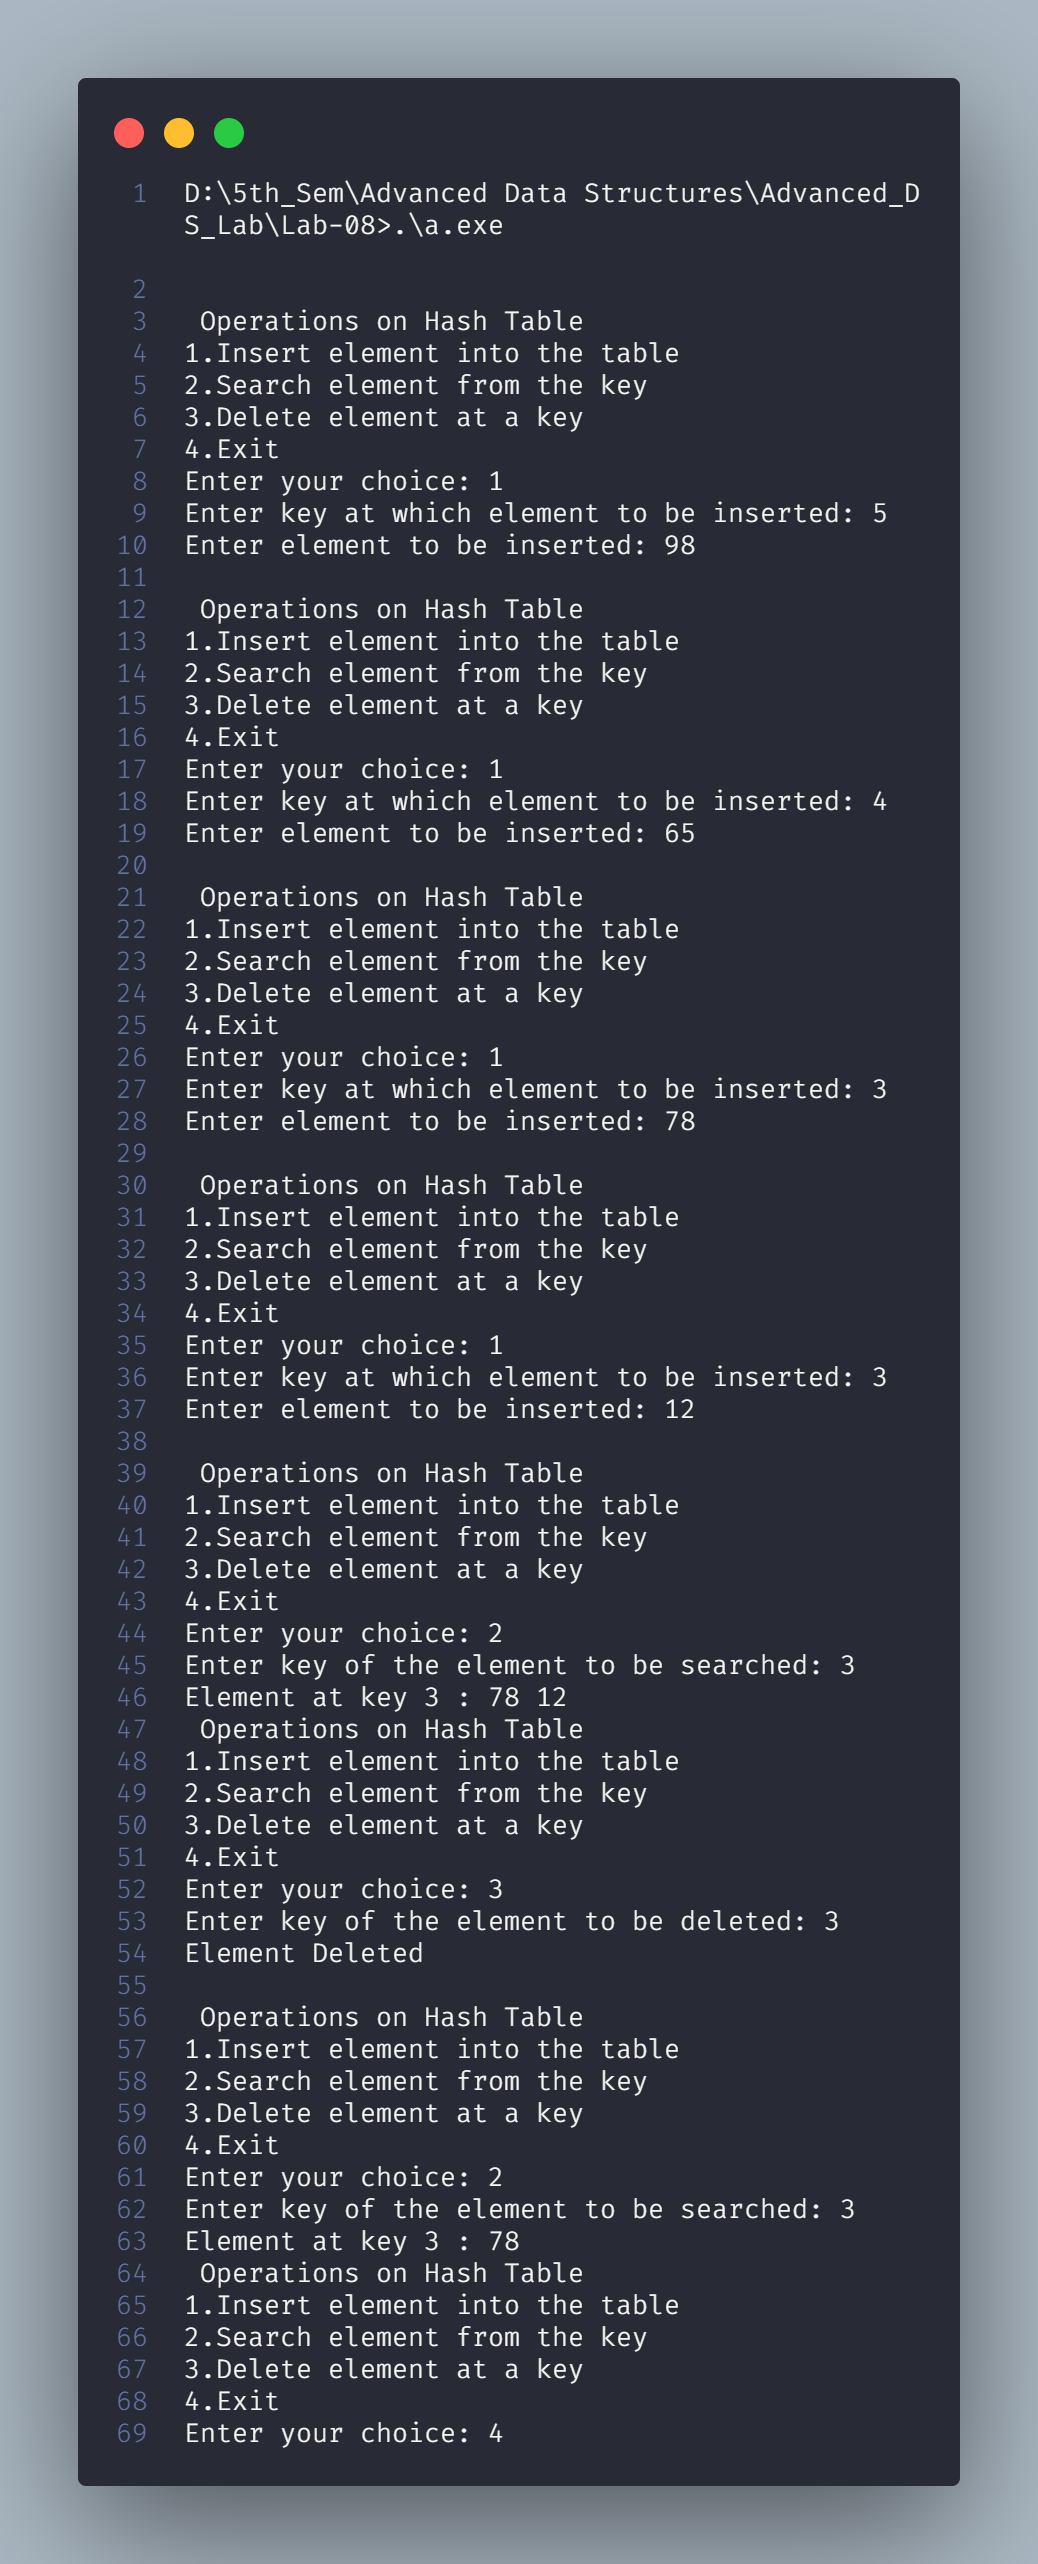 1 D:\5th_Sem\Advanced Data Structures\Advanced_D
S_Lab\Lab-08>.\a.exe
2
3  Operations on Hash Table
4 1.Insert element into the table
5 2.Search element from the key
6 3.Delete element at a key
7 4.Exit
8 Enter your choice: 1
9 Enter key at which element to be inserted: 5
10 Enter element to be inserted: 98
11
12  Operations on Hash Table
13 1.Insert element into the table
14 2.Search element from the key
15 3.Delete element at a key
16 4.Exit
17 Enter your choice: 1
18 Enter key at which element to be inserted: 4
19 Enter element to be inserted: 65
20
21  Operations on Hash Table
22 1.Insert element into the table
23 2.Search element from the key
24 3.Delete element at a key
25 4.Exit
26 Enter your choice: 1
27 Enter key at which element to be inserted: 3
28 Enter element to be inserted: 78
29
30  Operations on Hash Table
31 1.Insert element into the table
32 2.Search element from the key
33 3.Delete element at a key
34 4.Exit
35 Enter your choice: 1
36 Enter key at which element to be inserted: 3
37 Enter element to be inserted: 12
38
39  Operations on Hash Table
40 1.Insert element into the table
41 2.Search element from the key
42 3.Delete element at a key
43 4.Exit
44 Enter your choice: 2
45 Enter key of the element to be searched: 3
46 Element at key 3 : 78 12
47  Operations on Hash Table
48 1.Insert element into the table
49 2.Search element from the key
50 3.Delete element at a key
51 4.Exit
52 Enter your choice: 3
53 Enter key of the element to be deleted: 3
54 Element Deleted
55
56  Operations on Hash Table
57 1.Insert element into the table
58 2.Search element from the key
59 3.Delete element at a key
60 4.Exit
61 Enter your choice: 2
62 Enter key of the element to be searched: 3
63 Element at key 3 : 78
64  Operations on Hash Table
65 1.Insert element into the table
66 2.Search element from the key
67 3.Delete element at a key
68 4.Exit
69 Enter your choice: 4